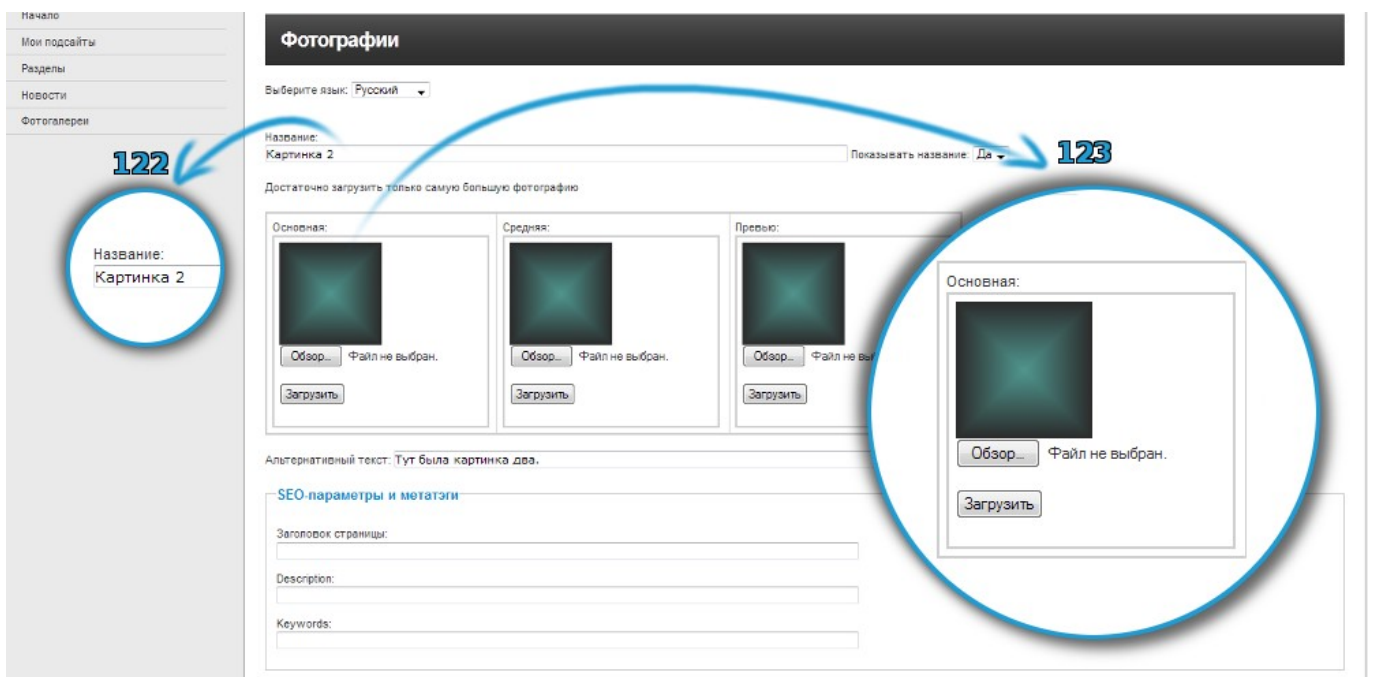 Начало
Мои подсайты
Разделы
Новости
Фотогалереи
Фотографии
Выберите язык: Русский
Название:
Картинка 2
Показывать название: Да
Достаточно загрузить только самую большую фотографию
Основная:
Обзор...
Файл не выбран.
Загрузить
Средняя:
Обзор...
Файл не выбран.
Загрузить
Превью:
Обзор...
Файл не
Загрузить
Альтернативный текст: Тут была картинка два.
SEO-параметры и метатэги
Заголовок страницы:
Description:
Keywords:
122
Название:
Картинка 2
123
Основная:
Обзор...
Файл не выбран.
Загрузить